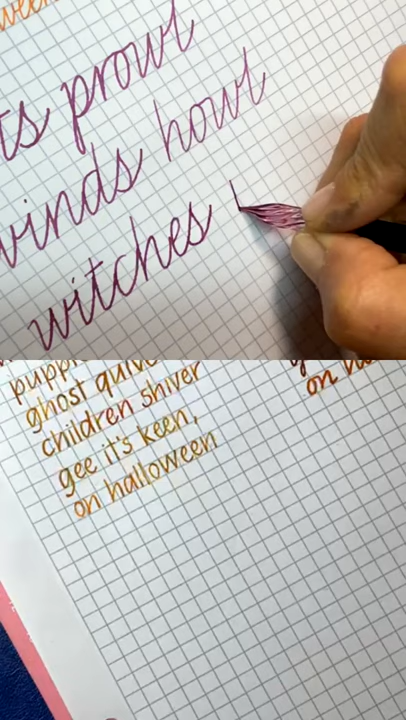 ts prowl
winds howl
witches
ghost
children shiver
gee it's keen,
on halloween
on